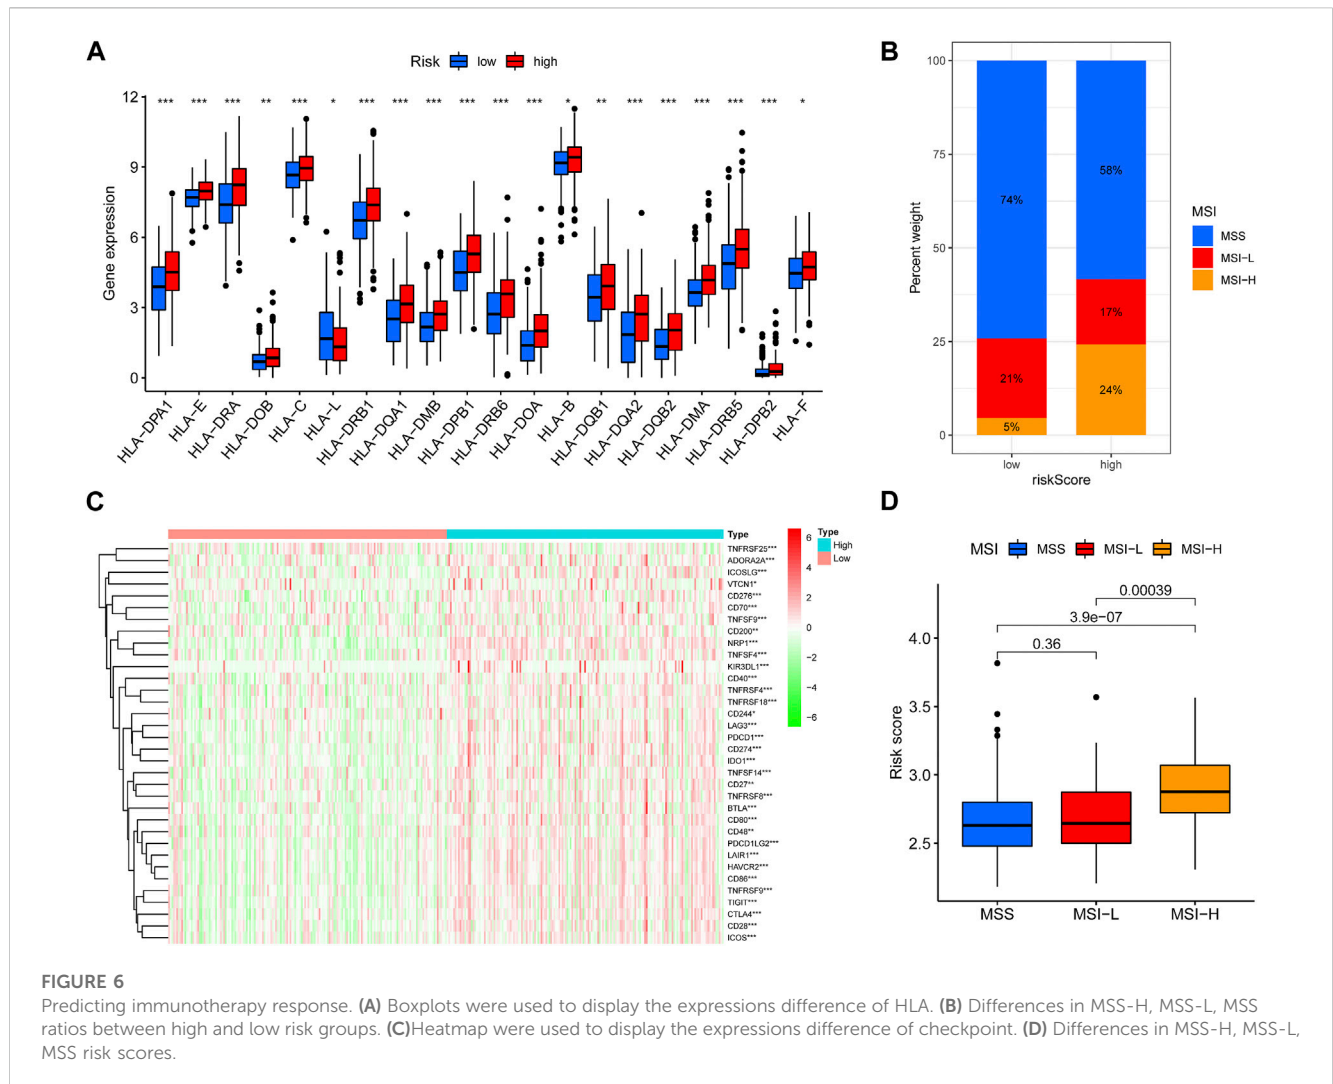 A
Risk low high
*** *** *** ** *** * *** *** *** *** *** *** * ** *** *** *** *** *** *
Gene expression
12
9
6
3
0
HLA−DPA1
HLA−E
HLA−DRA
HLA−DOB
HLA−C
HLA−L
HLA−DRB1
HLA−DQA1
HLA−DMB
HLA−DPB1
HLA−DRB6
HLA−DOA
HLA−B
HLA−DQB1
HLA−DQA2
HLA−DQB2
HLA−DMA
HLA−DRB5
HLA−DPB2
HLA−F
B
Percent weight
100
75
50
25
0
74%
21%
5%
58%
17%
24%
low high
riskScore
MSI
MSS
MSI−L
MSI−H
C
Type
TNFRSF25***
ADORA2A***
ICOSLG***
VTCN1*
CD276***
CD70***
TNFSF9***
CD200**
NRP1***
TNFSF4***
KIR3DL1***
CD40***
TNFRSF4***
TNFRSF18***
CD244*
LAG3***
PDCD1***
CD274***
IDO1***
TNFSF14***
CD27**
TNFRSF8***
BTLA***
CD80***
CD48**
PDCD1LG2***
LAIR1***
HAVCR2***
CD86***
TNFRSF9***
TIGIT***
CTLA4***
CD28***
ICOS***
6
4
2
0
−2
−4
−6
Type
High
Low
D
MSI MSS MSI−L MSI−H
0.00039
3.9e−07
0.36
Risk score
4.0
3.5
3.0
2.5
MSS MSI−L MSI−H
FIGURE 6
Predicting immunotherapy response. (A) Boxplots were used to display the expressions difference of HLA. (B) Differences in MSS-H, MSS-L, MSS
ratios between high and low risk groups. (C)Heatmap were used to display the expressions difference of checkpoint. (D) Differences in MSS-H, MSS-L,
MSS risk scores.